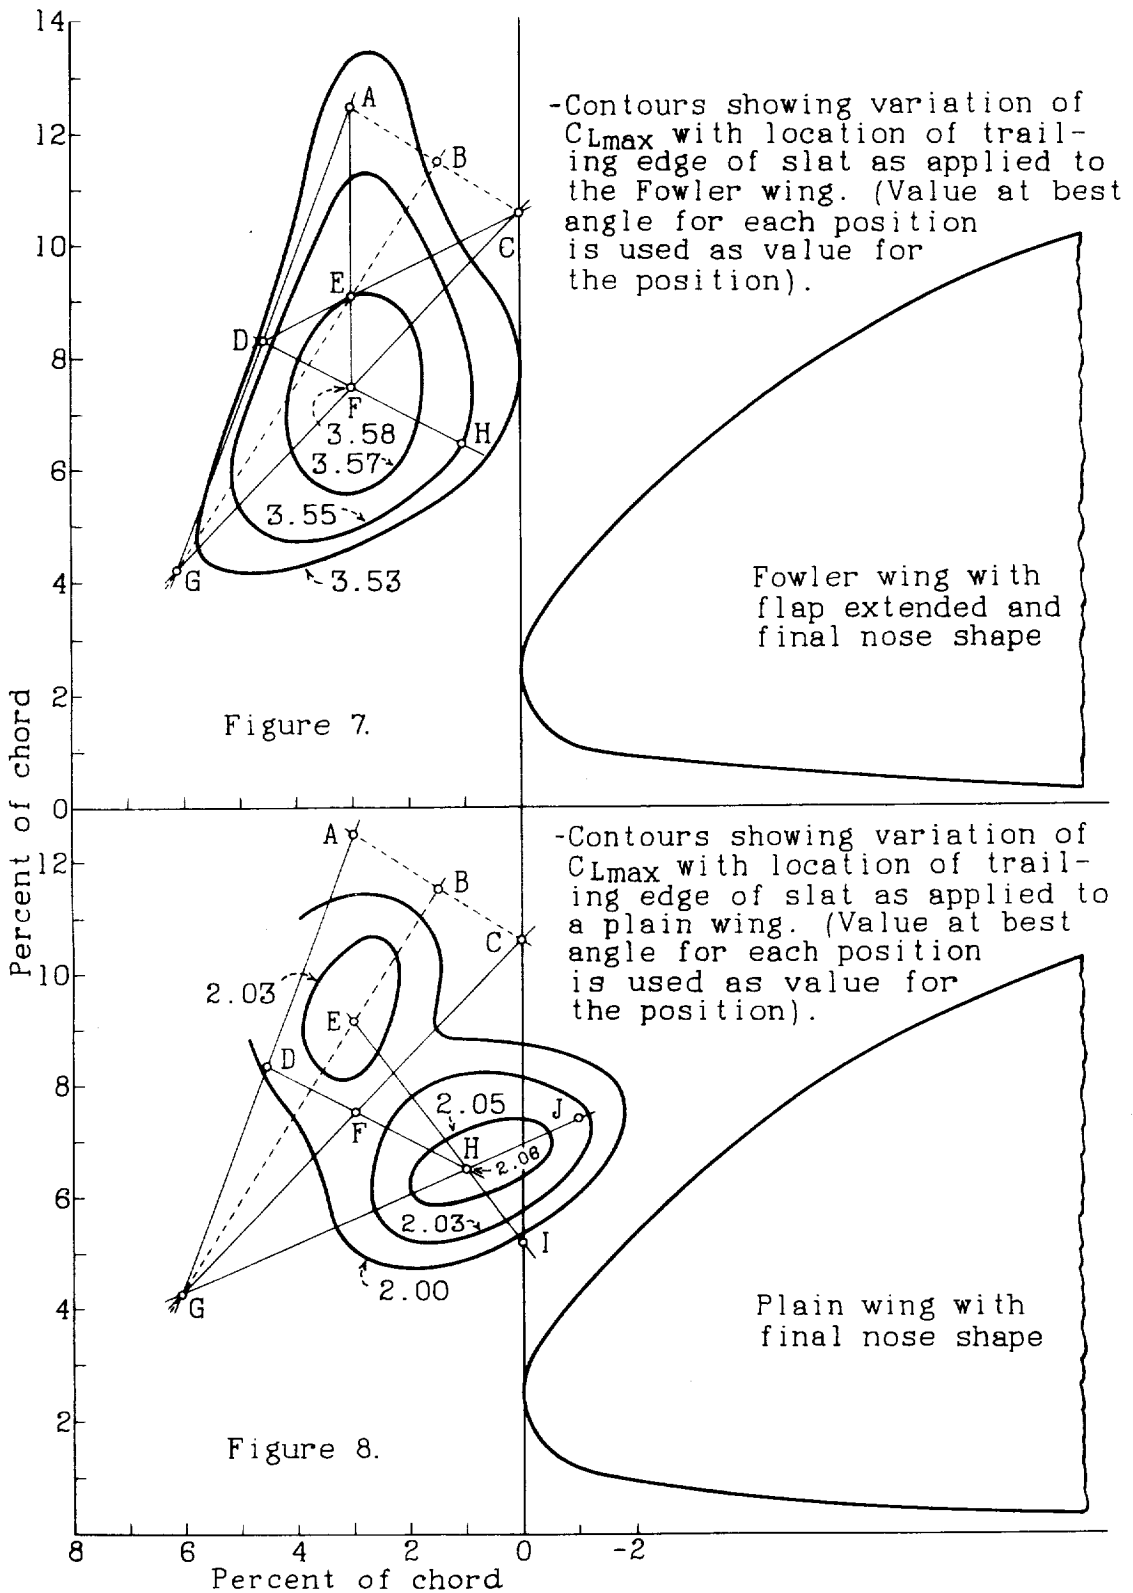 14
12
10
8
6
4
2
0
Percent of chord
A
B
C
D
E
F
G
H
3.58
3.57
3.55
3.53
-Contours showing variation of
CLmax with location of trail-
ing edge of slat as applied to
the Fowler wing. (Value at best
angle for each position
is used as value for
the position).
Fowler wing with
flap extended and
final nose shape
Figure 7.
12
10
8
6
4
2
A
B
C
D
E
F
G
H
I
J
2.03
2.05
2.06
2.03
2.00
-Contours showing variation of
CLmax with location of trail-
ing edge of slat as applied to
a plain wing. (Value at best
angle for each position
is used as value for
the position).
Plain wing with
final nose shape
Figure 8.
8 6 4 2 0 -2
Percent of chord